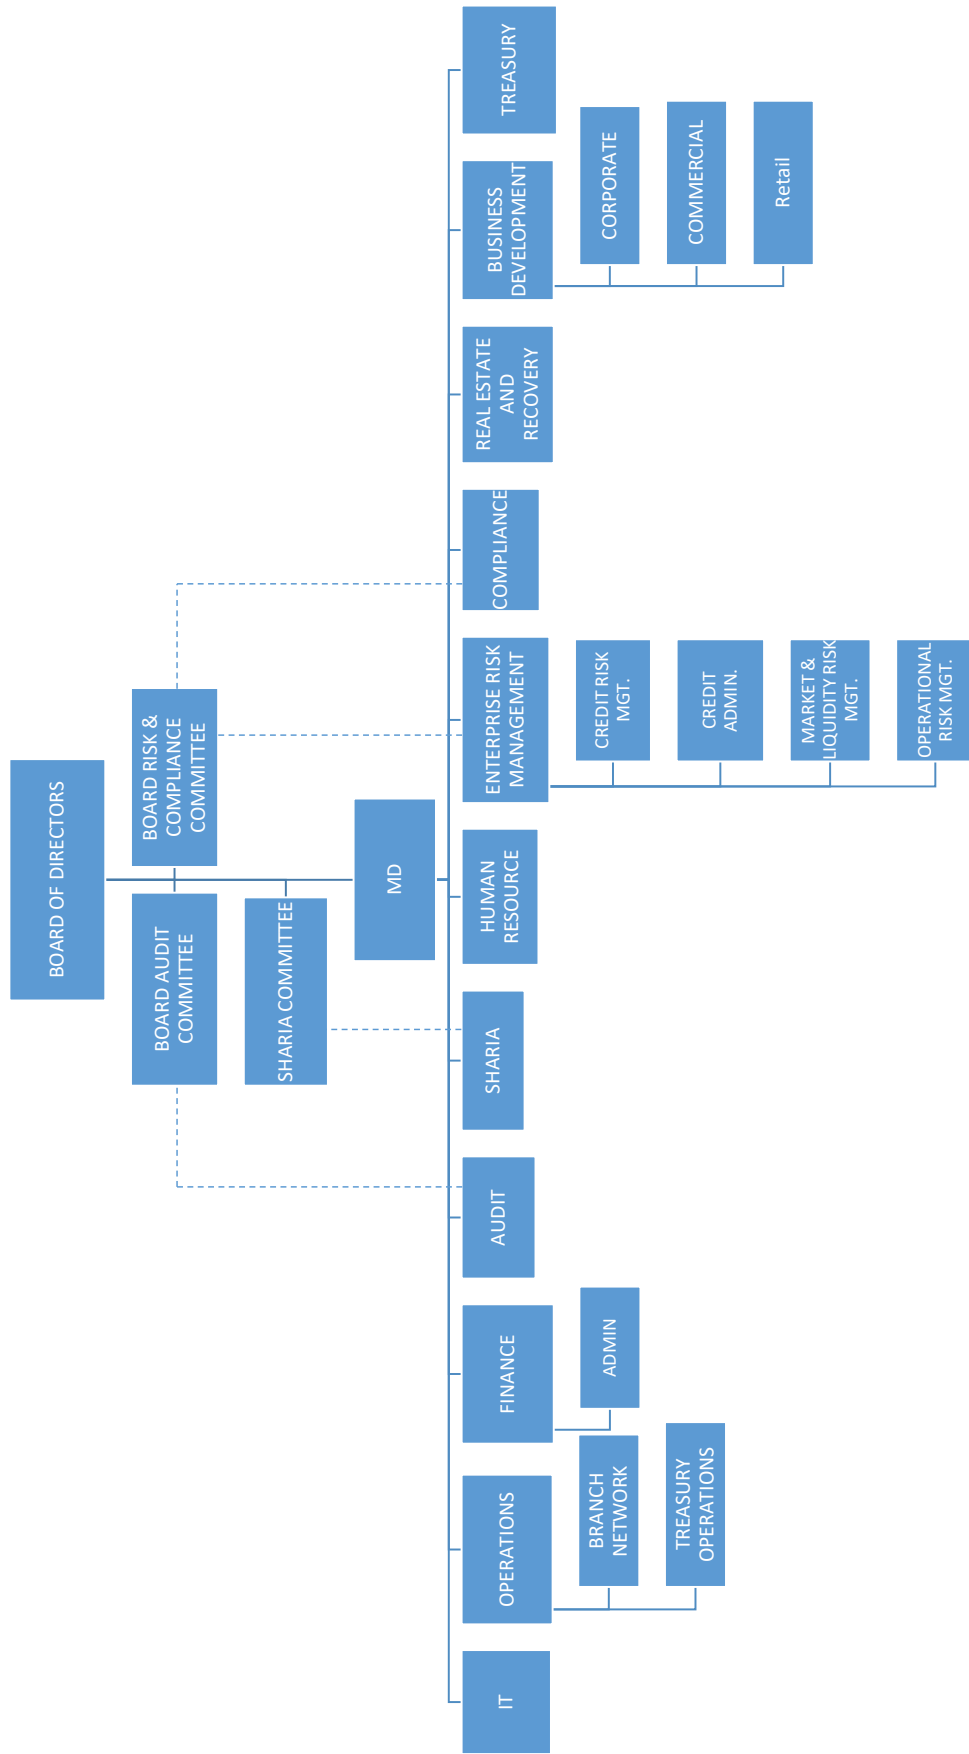 BOARD OF DIRECTORS
BOARD AUDIT
COMMITTEE
BOARD RISK &
COMPLIANCE
COMMITTEE
SHARIA COMMITTEE
MD
IT
OPERATIONS
BRANCH
NETWORK
TREASURY
OPERATIONS
FINANCE
ADMIN
AUDIT
SHARIA
HUMAN
RESOURCE
ENTERPRISE RISK
MANAGEMENT
CREDIT RISK
MGT.
CREDIT
ADMIN.
MARKET &
LIQUIDITY RISK
MGT.
OPERATIONAL
RISK MGT.
COMPLIANCE
REAL ESTATE
AND
RECOVERY
BUSINESS
DEVELOPMENT
CORPORATE
COMMERCIAL
Retail
TREASURY